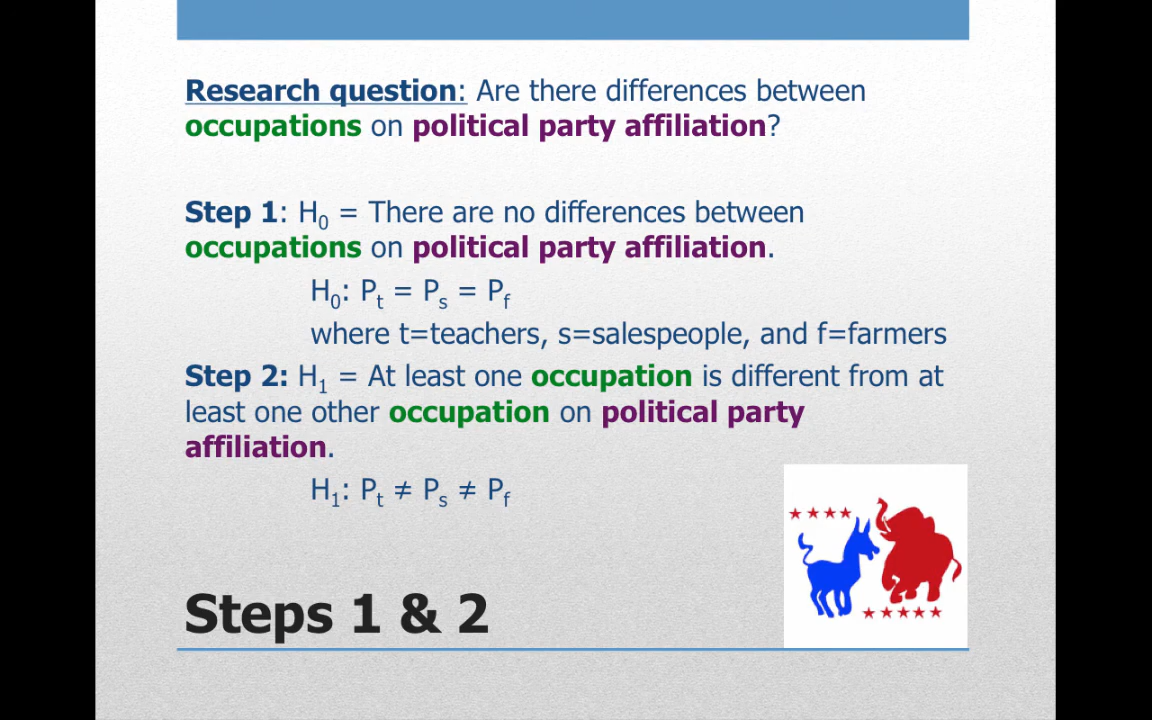 Research question: Are there differences between
occupations on political party affiliation?
Step 1: H₀ = There are no differences between
occupations on political party affiliation.
H₀: Pₜ = Pₛ = P_f
where t=teachers, s=salespeople, and f=farmers
Step 2: H₁ = At least one occupation is different from at
least one other occupation on political party
affiliation.
H₁: Pₜ ≠ Pₛ ≠ P_f
Steps 1 & 2